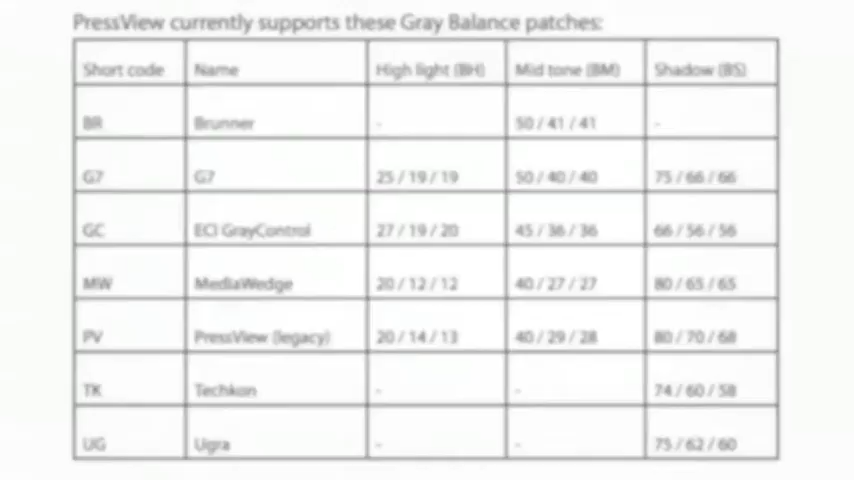 PressView currently supports these Gray Balance patches:
Short code Name High light (BH) Mid tone (BM) Shadow (BS)
BR Brunner - 50 / 41 / 41 -
G7 G7 25 / 19 / 19 50 / 40 / 40 75 / 66 / 66
GC ECI GrayControl 27 / 19 / 20 45 / 36 / 36 66 / 56 / 56
MW MediaWedge 20 / 12 / 12 40 / 27 / 27 80 / 65 / 65
PV PressView (legacy) 20 / 14 / 13 40 / 29 / 28 80 / 70 / 68
TK Techkon - - 74 / 60 / 58
UG Ugra - - 75 / 62 / 60